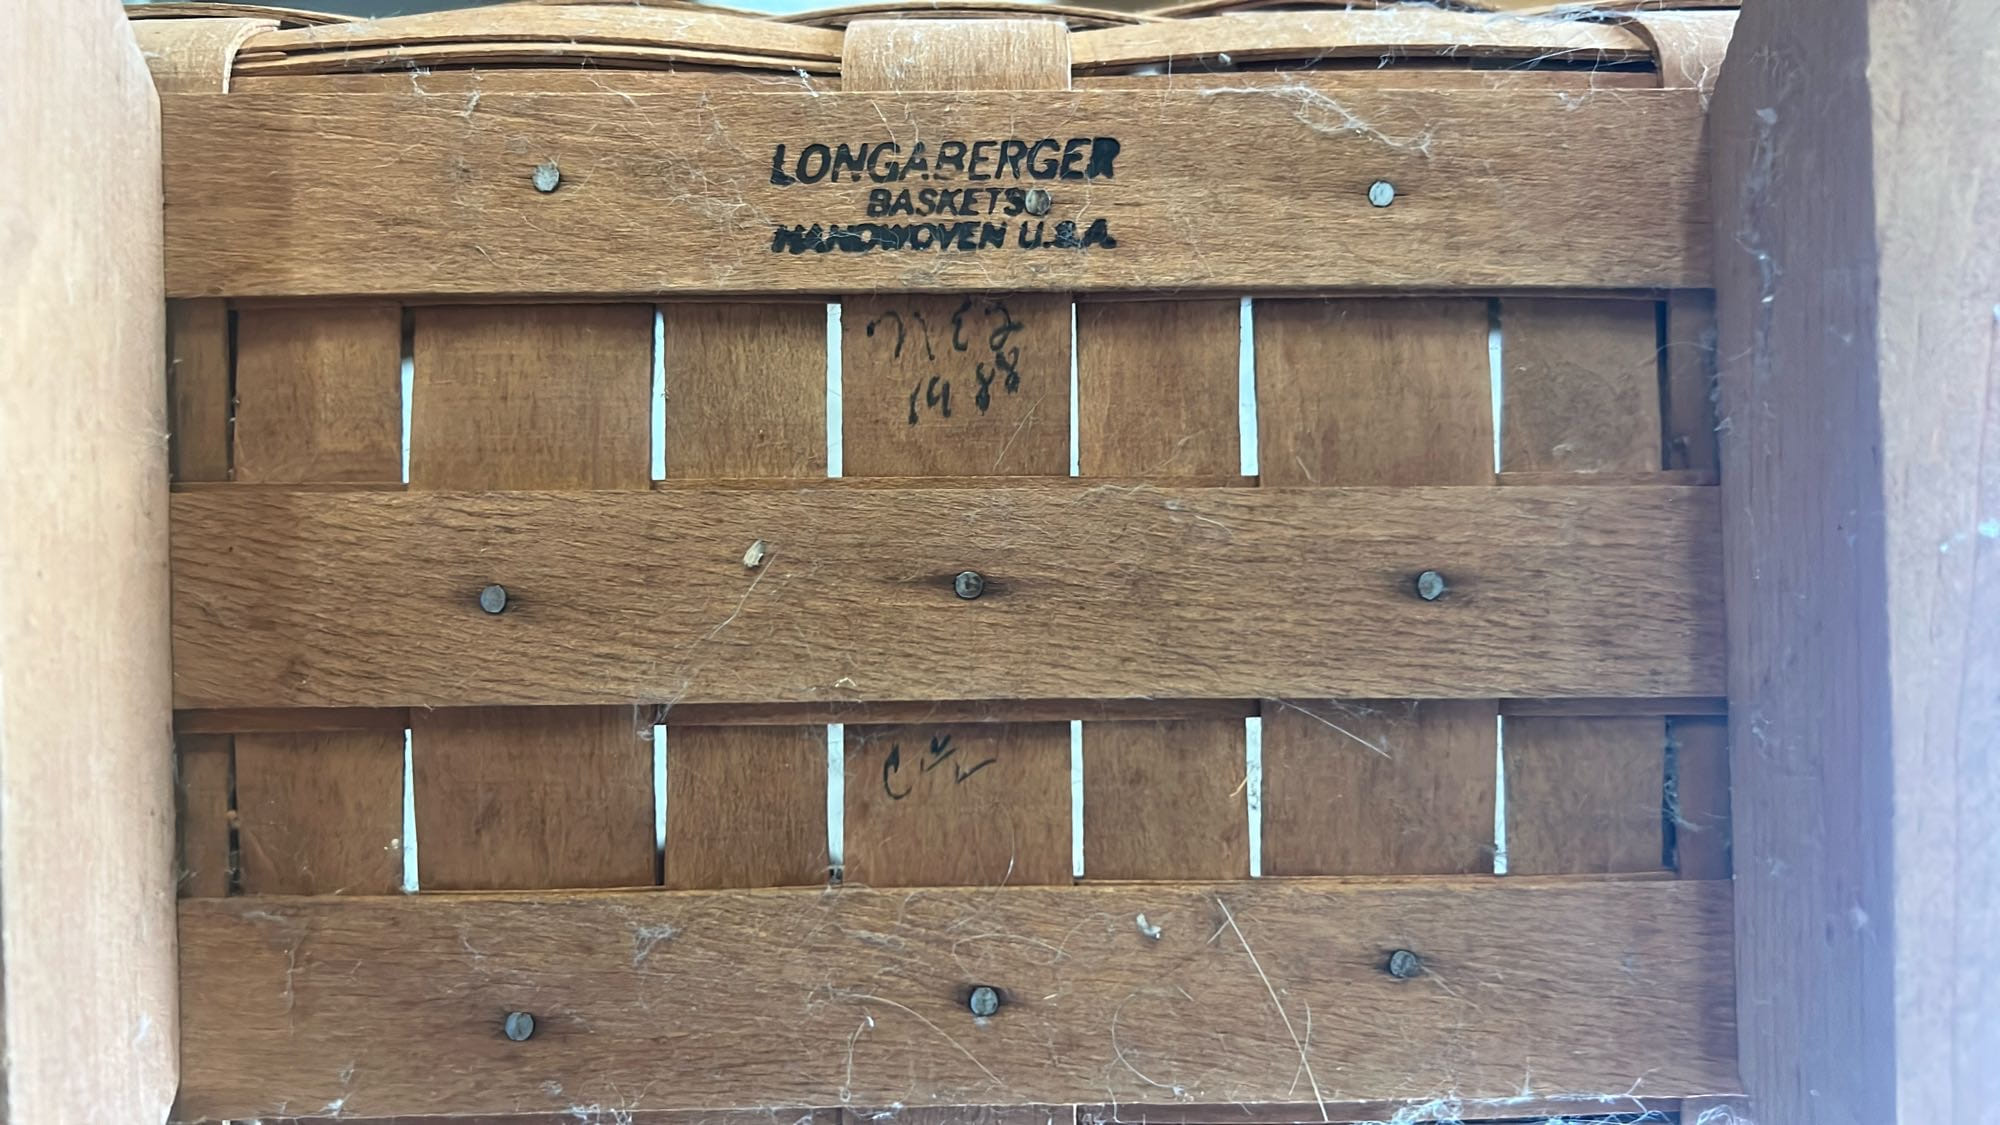 LONGABERGER
BASKETS
HANDWOVEN U.S.A.
1988